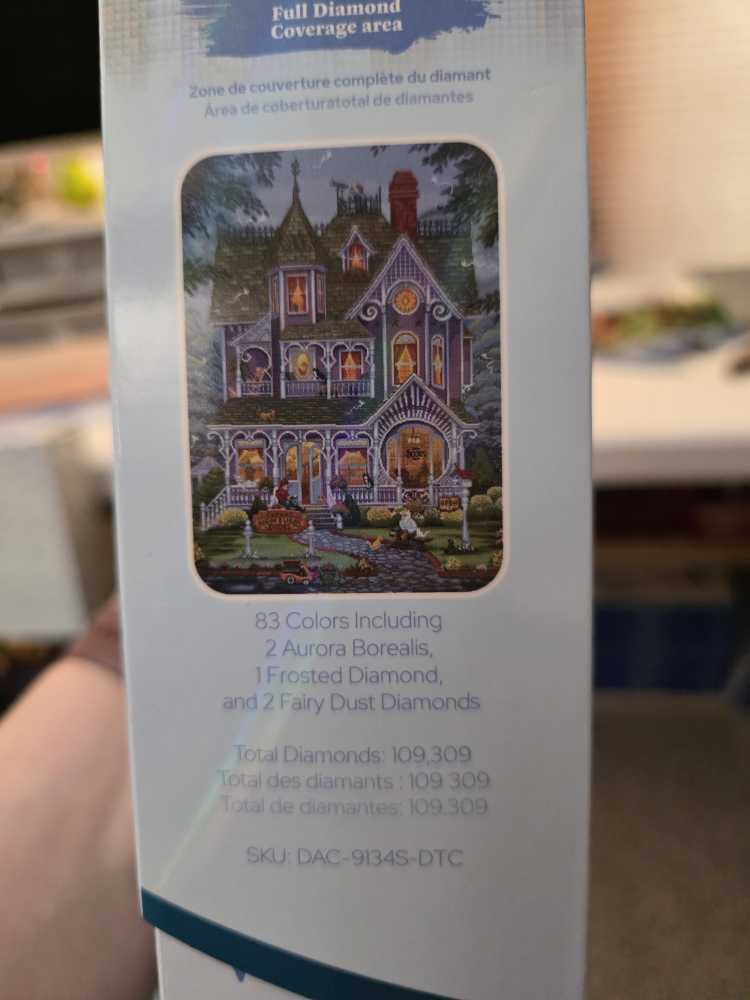 Full Diamond
Coverage area
Zone de couverture complète du diamant
Área de coberturatotal de diamantes
BOOKS
83 Colors Including
2 Aurora Borealis,
1 Frosted Diamond,
and 2 Fairy Dust Diamonds
Total Diamonds: 109,309
Total des diamants : 109 309
Total de diamantes: 109.309
SKU: DAC-9134S-DTC